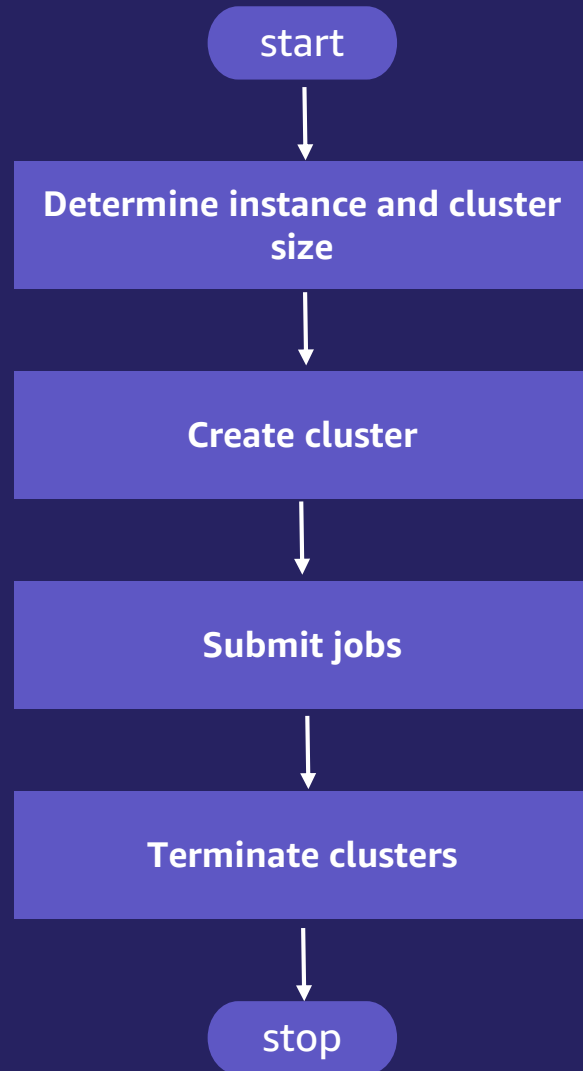 start
Determine instance and cluster
size
Create cluster
Submit jobs
Terminate clusters
stop